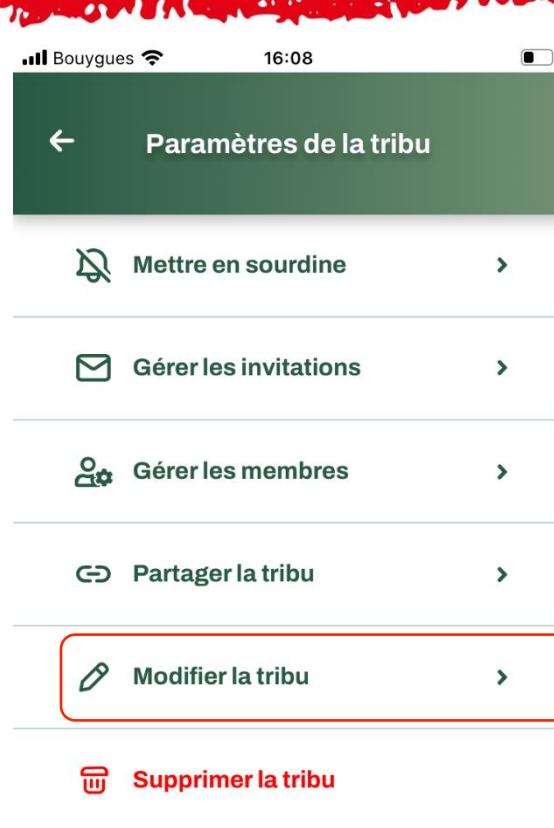 Bouygues 16:08
Paramètres de la tribu
Mettre en sourdine
Gérer les invitations
Gérer les membres
Partager la tribu
Modifier la tribu
Supprimer la tribu